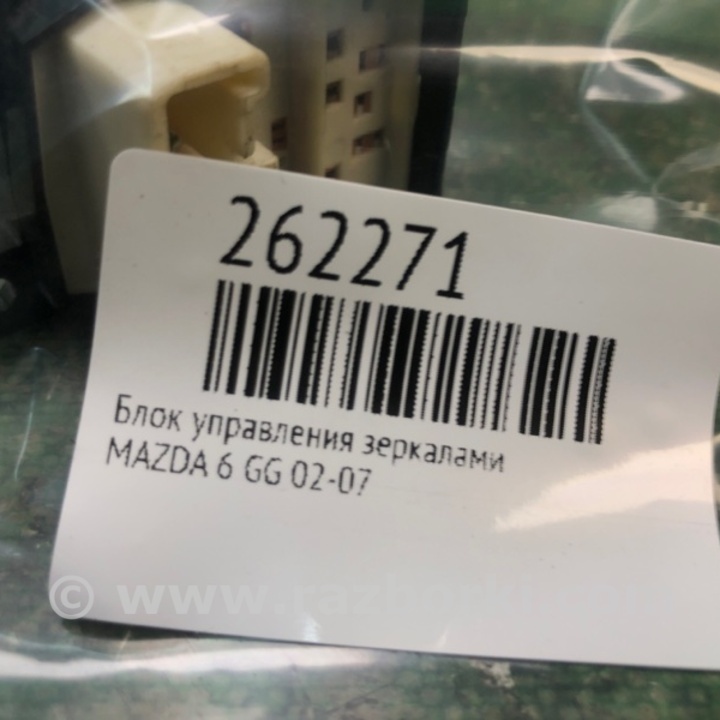 262271
Блок управления зеркалами
MAZDA 6 GG 02-07